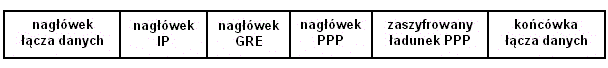 nagłówek
łącza danych
nagłówek
IP
nagłówek
GRE
nagłówek
PPP
zaszyfrowany
ładunek PPP
końcówka
łącza danych